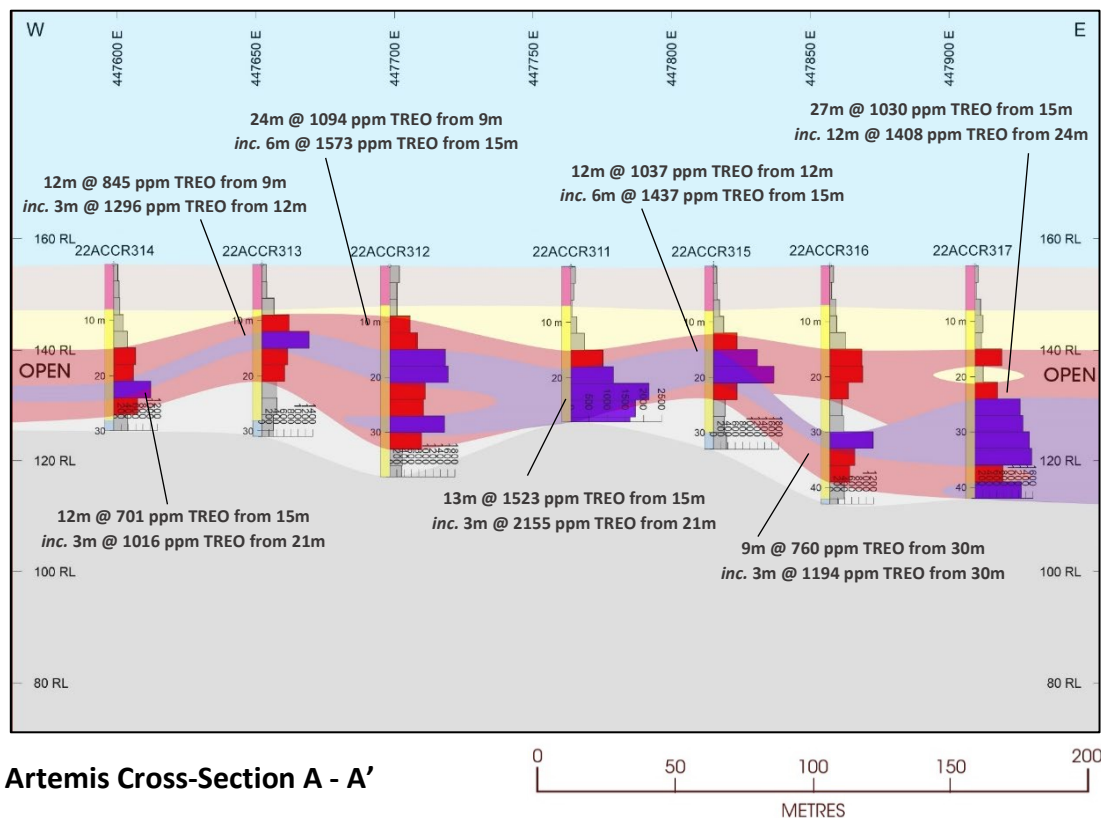 W
E
447600 E
447650 E
447700 E
447750 E
447800 E
447850 E
447900 E
27m @ 1030 ppm TREO from 15m
inc. 12m @ 1408 ppm TREO from 24m
24m @ 1094 ppm TREO from 9m
inc. 6m @ 1573 ppm TREO from 15m
12m @ 1037 ppm TREO from 12m
inc. 6m @ 1437 ppm TREO from 15m
12m @ 845 ppm TREO from 9m
inc. 3m @ 1296 ppm TREO from 12m
160 RL
160 RL
22ACCR314
22ACCR313
22ACCR312
22ACCR311
22ACCR315
22ACCR316
22ACCR317
10 m
10 m
10 m
10 m
10 m
10 m
10 m
140 RL
140 RL
OPEN
OPEN
20
20
20
20
20
20
20
30
30
30
30
30
30
40
40
120 RL
120 RL
13m @ 1523 ppm TREO from 15m
inc. 3m @ 2155 ppm TREO from 21m
12m @ 701 ppm TREO from 15m
inc. 3m @ 1016 ppm TREO from 21m
9m @ 760 ppm TREO from 30m
inc. 3m @ 1194 ppm TREO from 30m
100 RL
100 RL
80 RL
80 RL
Artemis Cross-Section A - A’
0
50
100
150
200
METRES